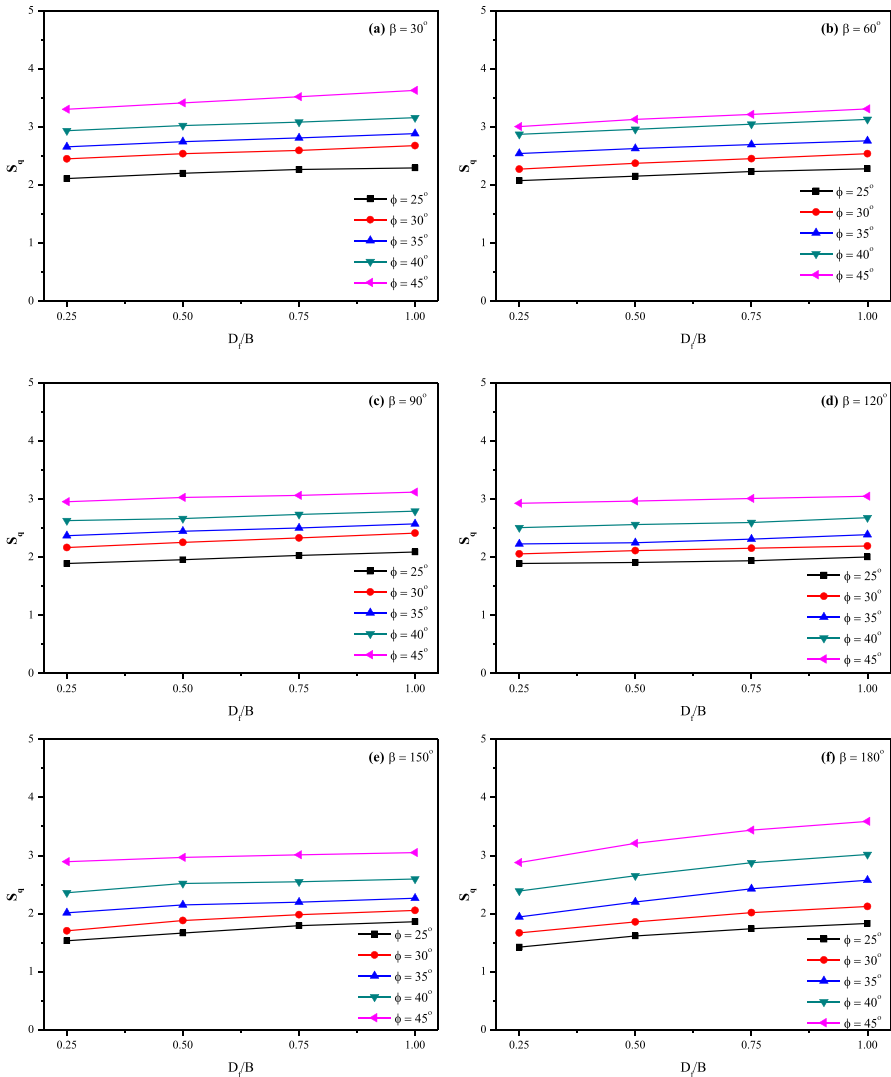 (a) β = 30°
5
4
3
2
1
0
S_q
ϕ = 25°
ϕ = 30°
ϕ = 35°
ϕ = 40°
ϕ = 45°
0.25 0.50 0.75 1.00
D_f/B
(b) β = 60°
5
4
3
2
1
0
S_q
ϕ = 25°
ϕ = 30°
ϕ = 35°
ϕ = 40°
ϕ = 45°
0.25 0.50 0.75 1.00
D_f/B
(c) β = 90°
5
4
3
2
1
0
S_q
ϕ = 25°
ϕ = 30°
ϕ = 35°
ϕ = 40°
ϕ = 45°
0.25 0.50 0.75 1.00
D_f/B
(d) β = 120°
5
4
3
2
1
0
S_q
ϕ = 25°
ϕ = 30°
ϕ = 35°
ϕ = 40°
ϕ = 45°
0.25 0.50 0.75 1.00
D_f/B
(e) β = 150°
5
4
3
2
1
0
S_q
ϕ = 25°
ϕ = 30°
ϕ = 35°
ϕ = 40°
ϕ = 45°
0.25 0.50 0.75 1.00
D_f/B
(f) β = 180°
5
4
3
2
1
0
S_q
ϕ = 25°
ϕ = 30°
ϕ = 35°
ϕ = 40°
ϕ = 45°
0.25 0.50 0.75 1.00
D_f/B